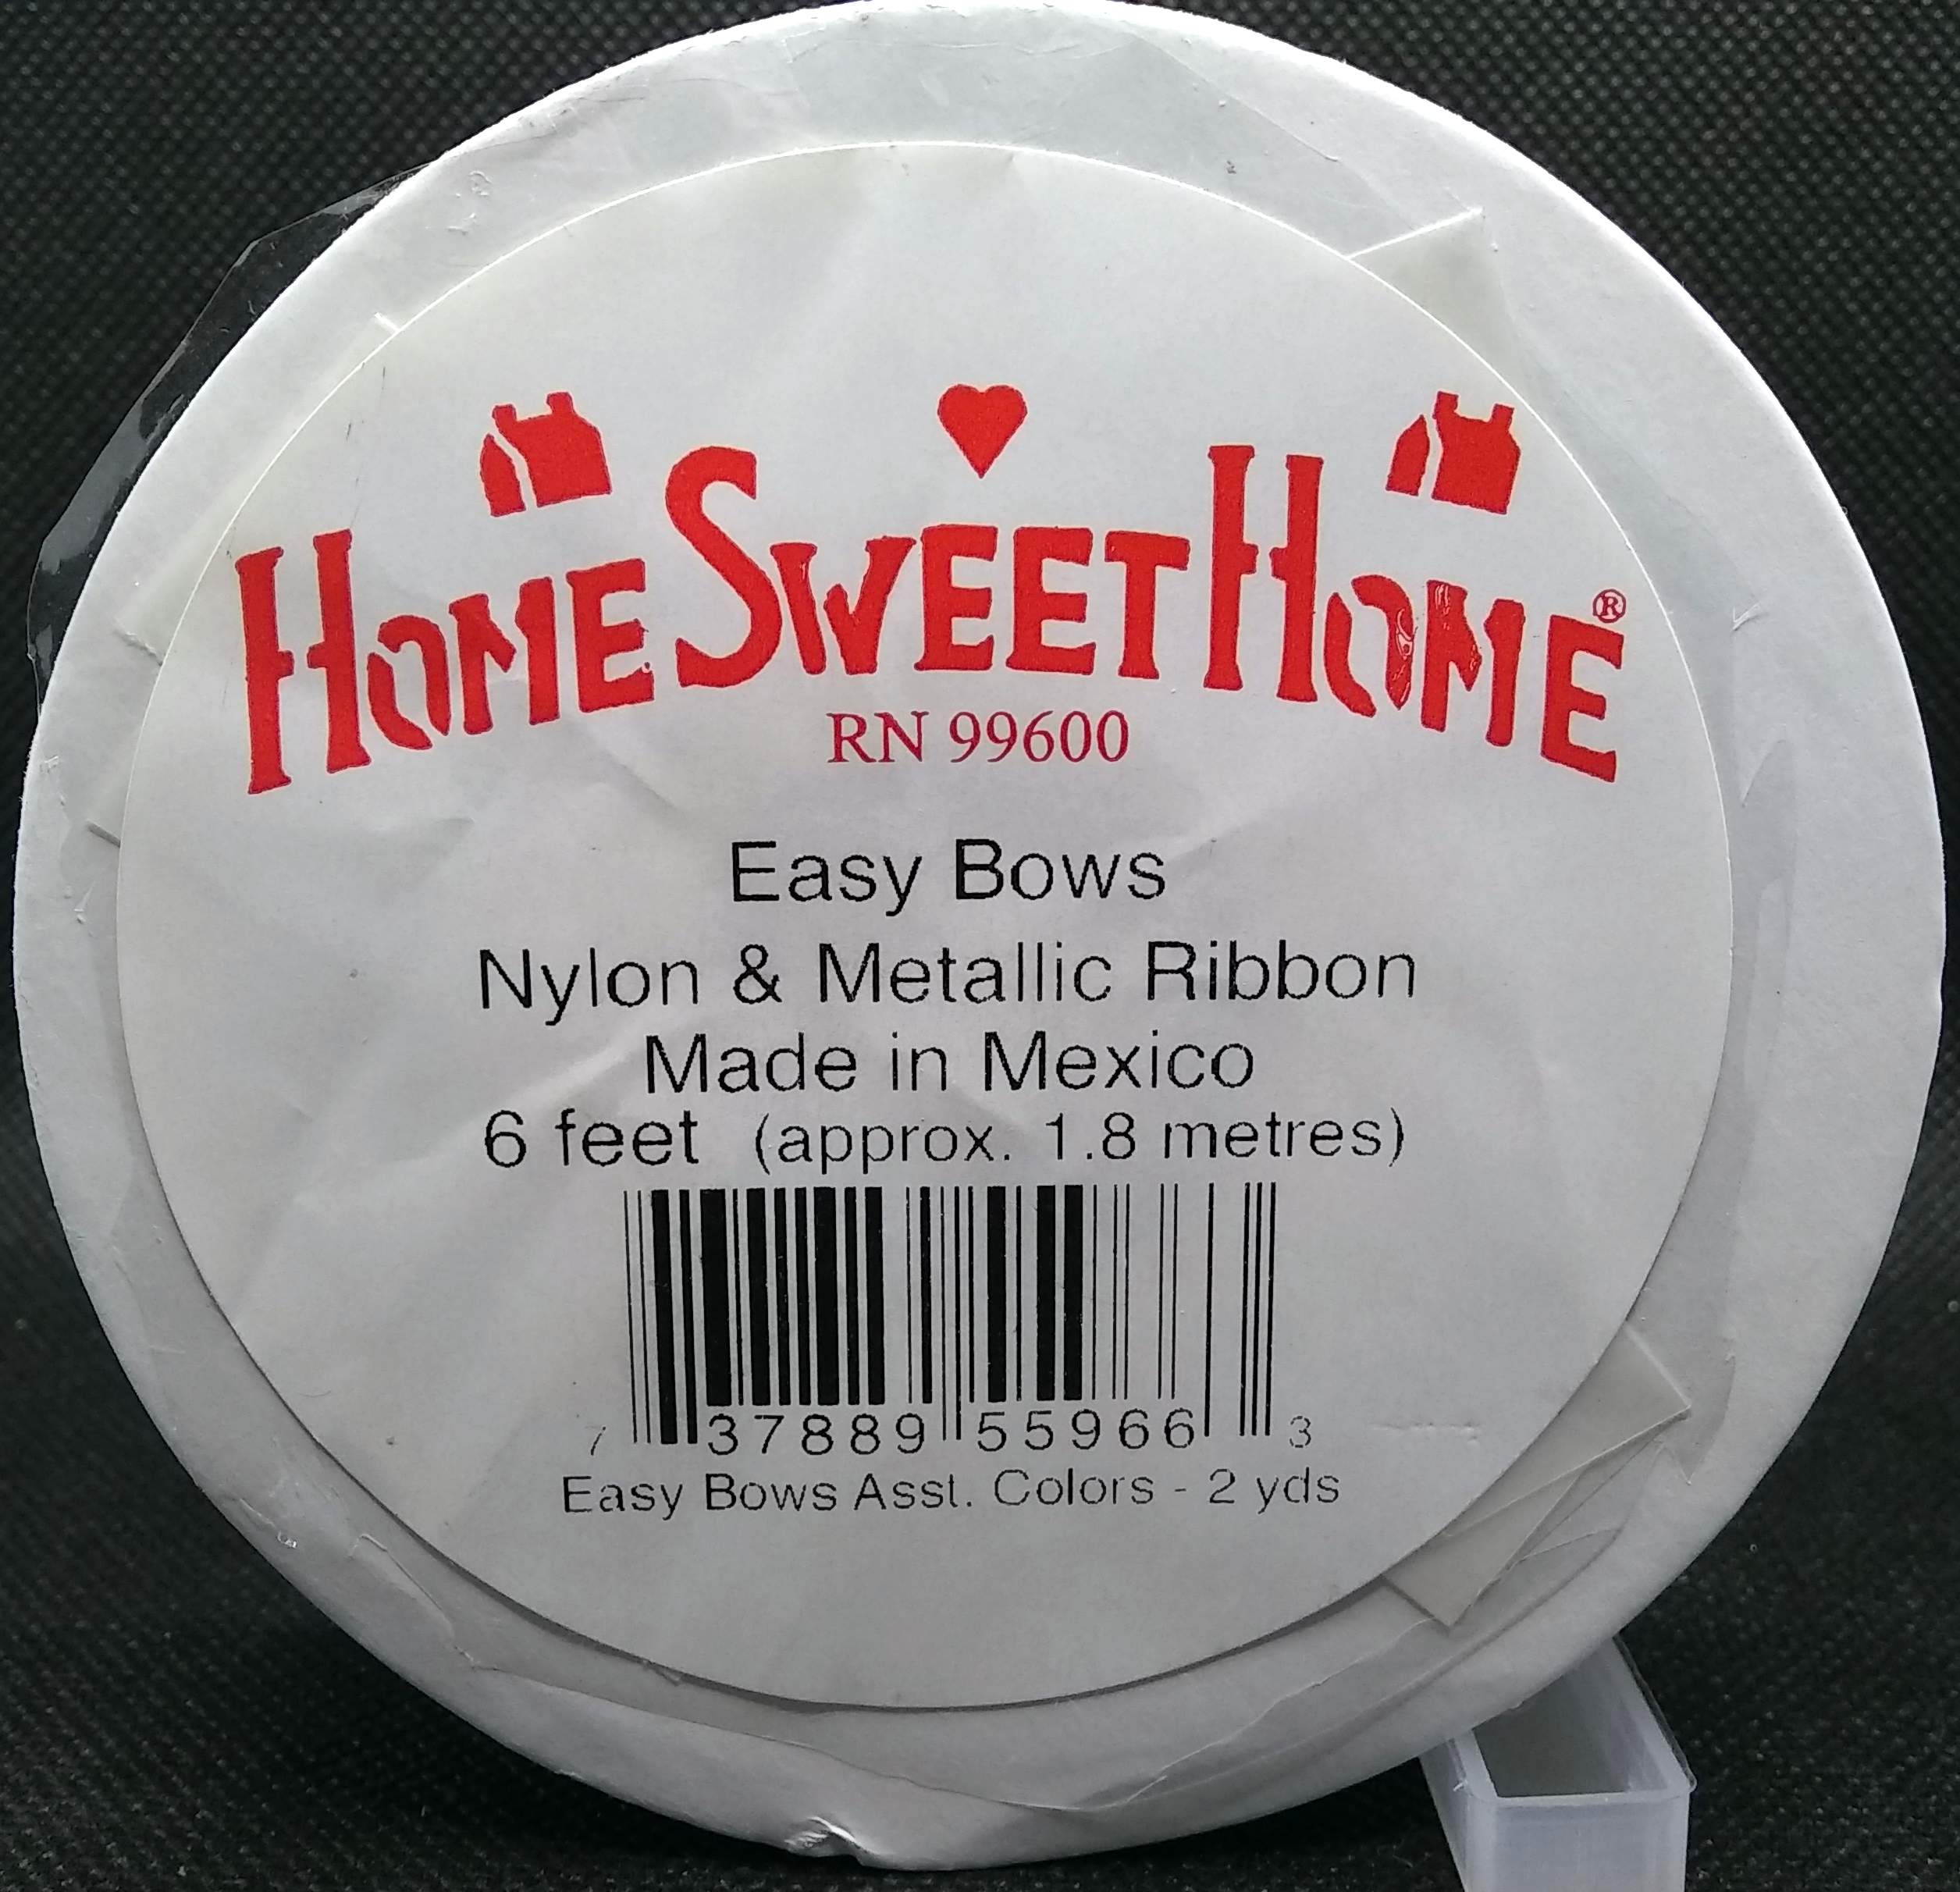 HOME SWEET HOME®
RN 99600
Easy Bows
Nylon & Metallic Ribbon
Made in Mexico
6 feet (approx. 1.8 metres)
7 37889 55966 3
Easy Bows Asst. Colors - 2 yds